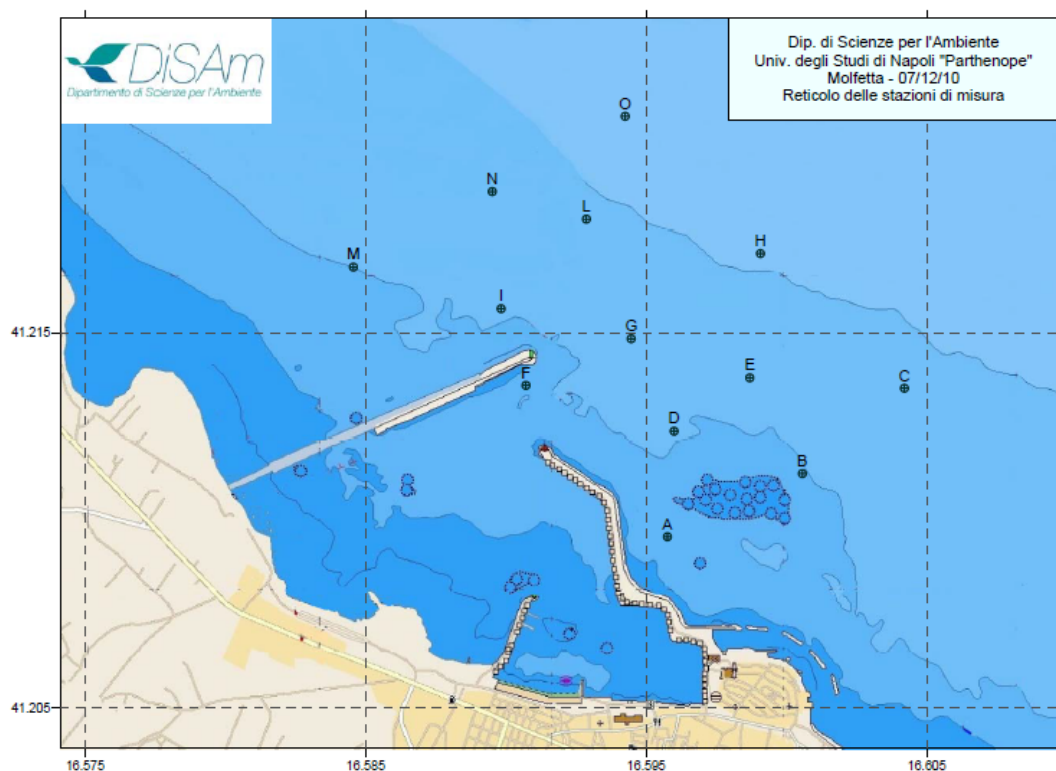 DiSAm
Dipartimento di Scienze per l'Ambiente
Dip. di Scienze per l'Ambiente
Univ. degli Studi di Napoli "Parthenope"
Molfetta - 07/12/10
Reticolo delle stazioni di misura
O
N
L
H
M
I
41.215
G
F
E
C
D
B
A
41.205
16.575
16.585
16.595
16.605